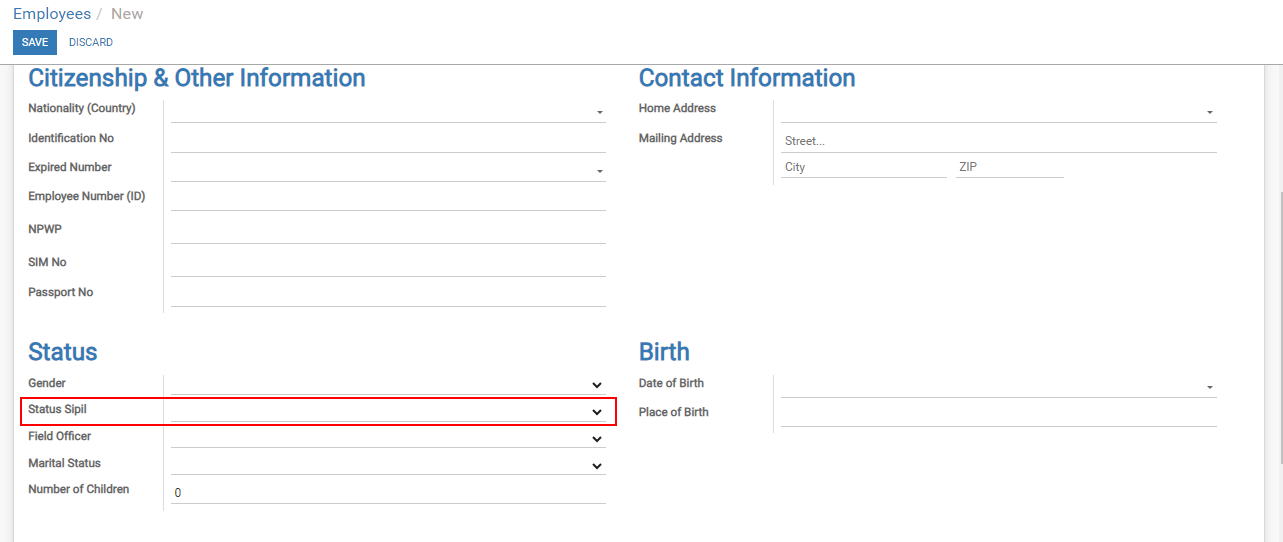 Employees / New
SAVE DISCARD
Citizenship & Other Information
Nationality (Country)
Identification No
Expired Number
Employee Number (ID)
NPWP
SIM No
Passport No
Contact Information
Home Address
Mailing Address
Street...
City ZIP
Status
Gender
Status Sipil
Field Officer
Marital Status
Number of Children 0
Birth
Date of Birth
Place of Birth